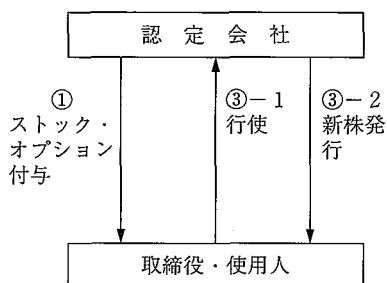 認定会社
①
ストック・
オプション
付与
③-1
行使
③-2
新株発
行
取締役・使用人